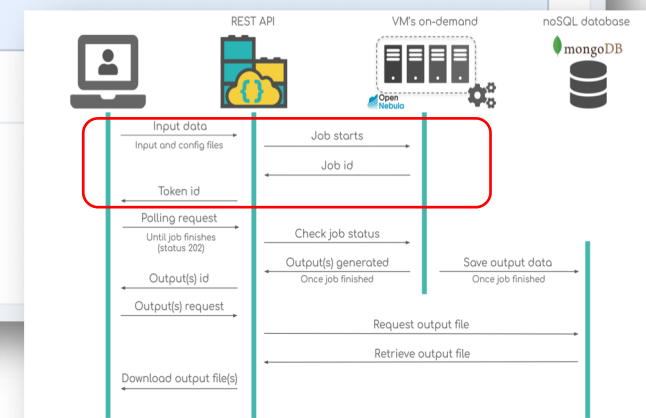 REST API
VM's on-demand
noSQL database
mongoDB
Open
Nebula
Input data
Input and config files
Job starts
Job id
Token id
Polling request
Until job finishes
(status 202)
Check job status
Output(s) generated
Once job finished
Save output data
Once job finished
Output(s) id
Output(s) request
Request output file
Retrieve output file
Download output file(s)